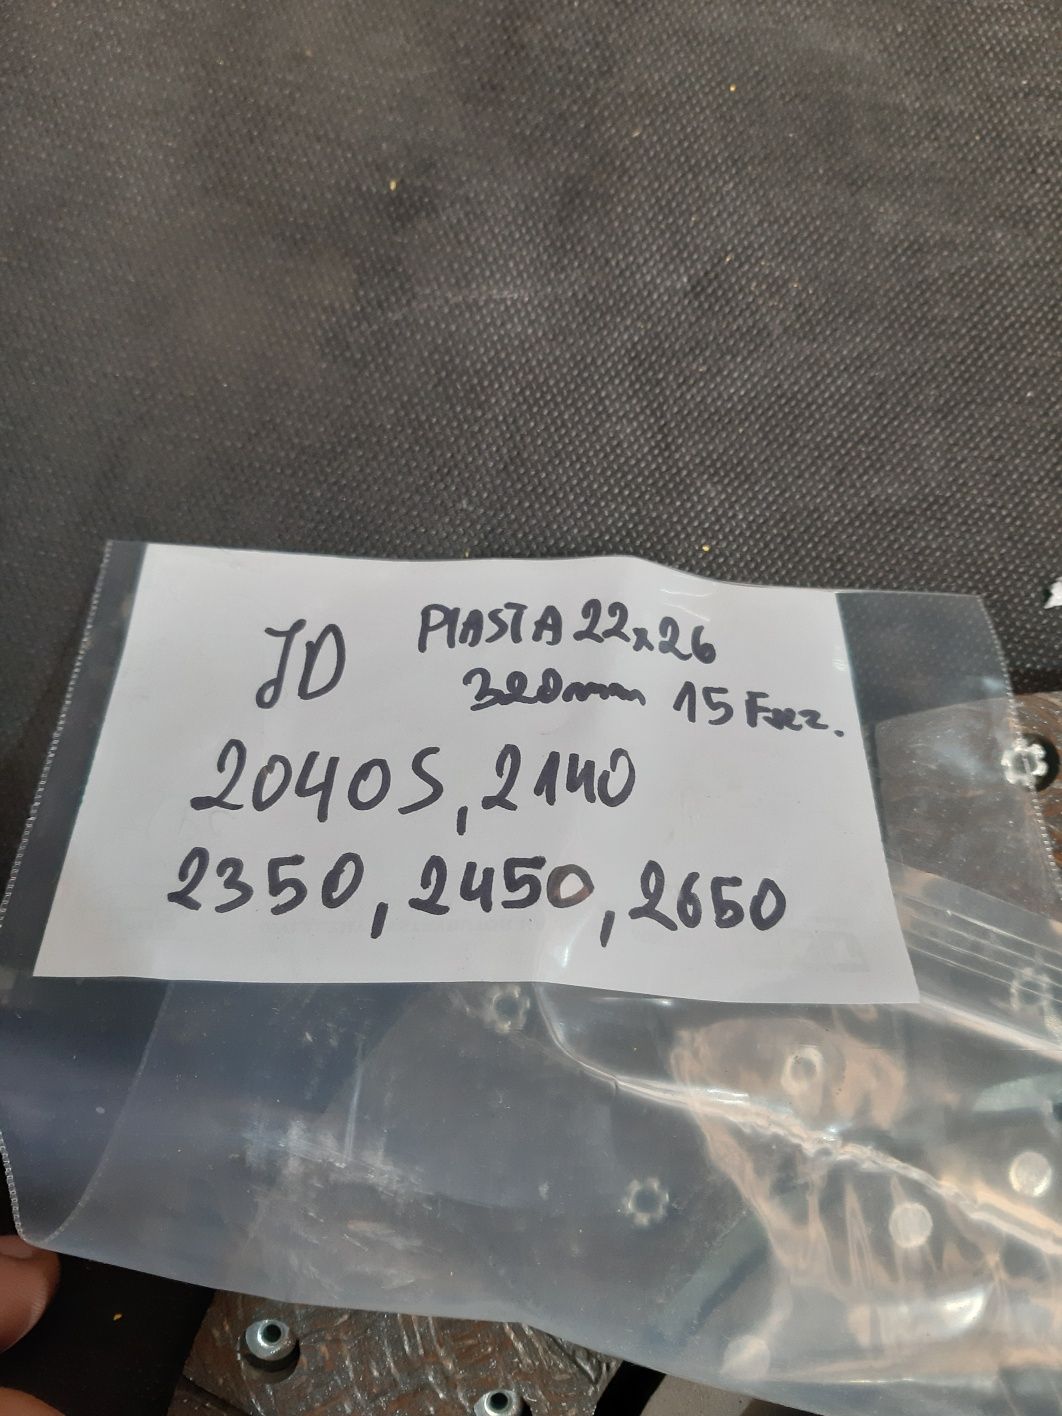 JD PIASTA 22x26
320mm 15 Frez.
2040S, 2140
2350, 2450, 2650